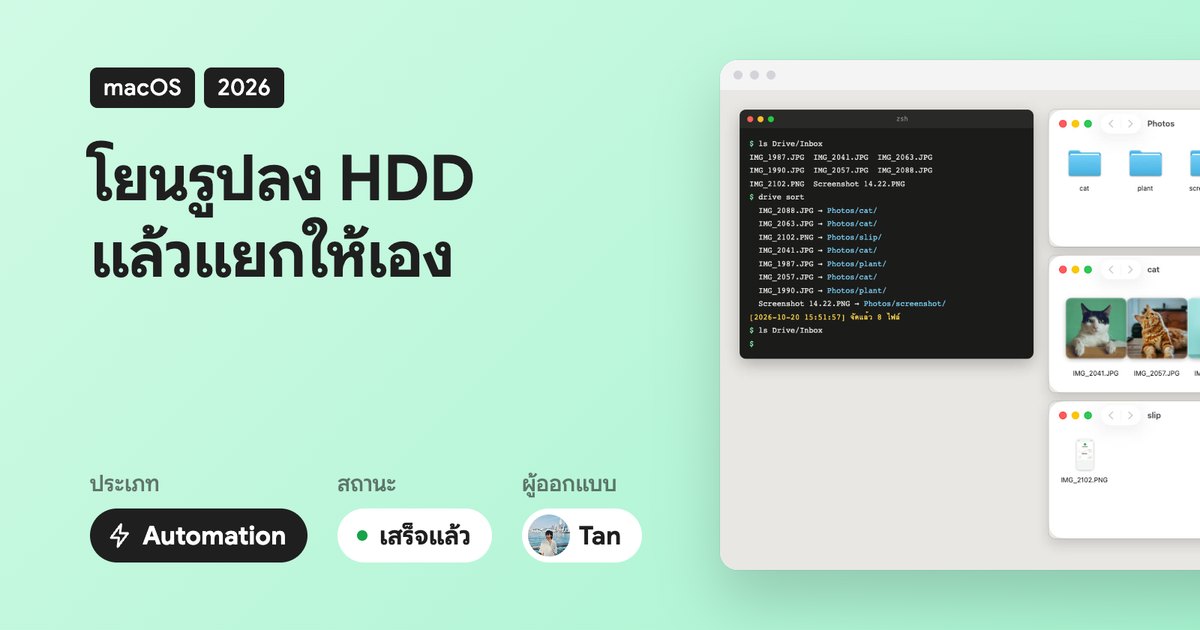 macOS 2026
โยนรูปลง HDD
แล้วแยกให้เอง
ประเภท
Automation
สถานะ
เสร็จแล้ว
ผู้ออกแบบ
Tan
zsh
$ ls Drive/Inbox
IMG_1987.JPG IMG_2041.JPG IMG_2063.JPG
IMG_1990.JPG IMG_2057.JPG IMG_2088.JPG
IMG_2102.PNG Screenshot 14.22.PNG
$ drive sort
IMG_2088.JPG → Photos/cat/
IMG_2063.JPG → Photos/cat/
IMG_2102.PNG → Photos/slip/
IMG_2041.JPG → Photos/cat/
IMG_1987.JPG → Photos/plant/
IMG_2057.JPG → Photos/cat/
IMG_1990.JPG → Photos/plant/
Screenshot 14.22.PNG → Photos/screenshot/
[2026-10-20 15:51:57] จัดแล้ว 8 ไฟล์
$ ls Drive/Inbox
$
Photos
cat plant
cat
IMG_2041.JPG IMG_2057.JPG
slip
IMG_2102.PNG